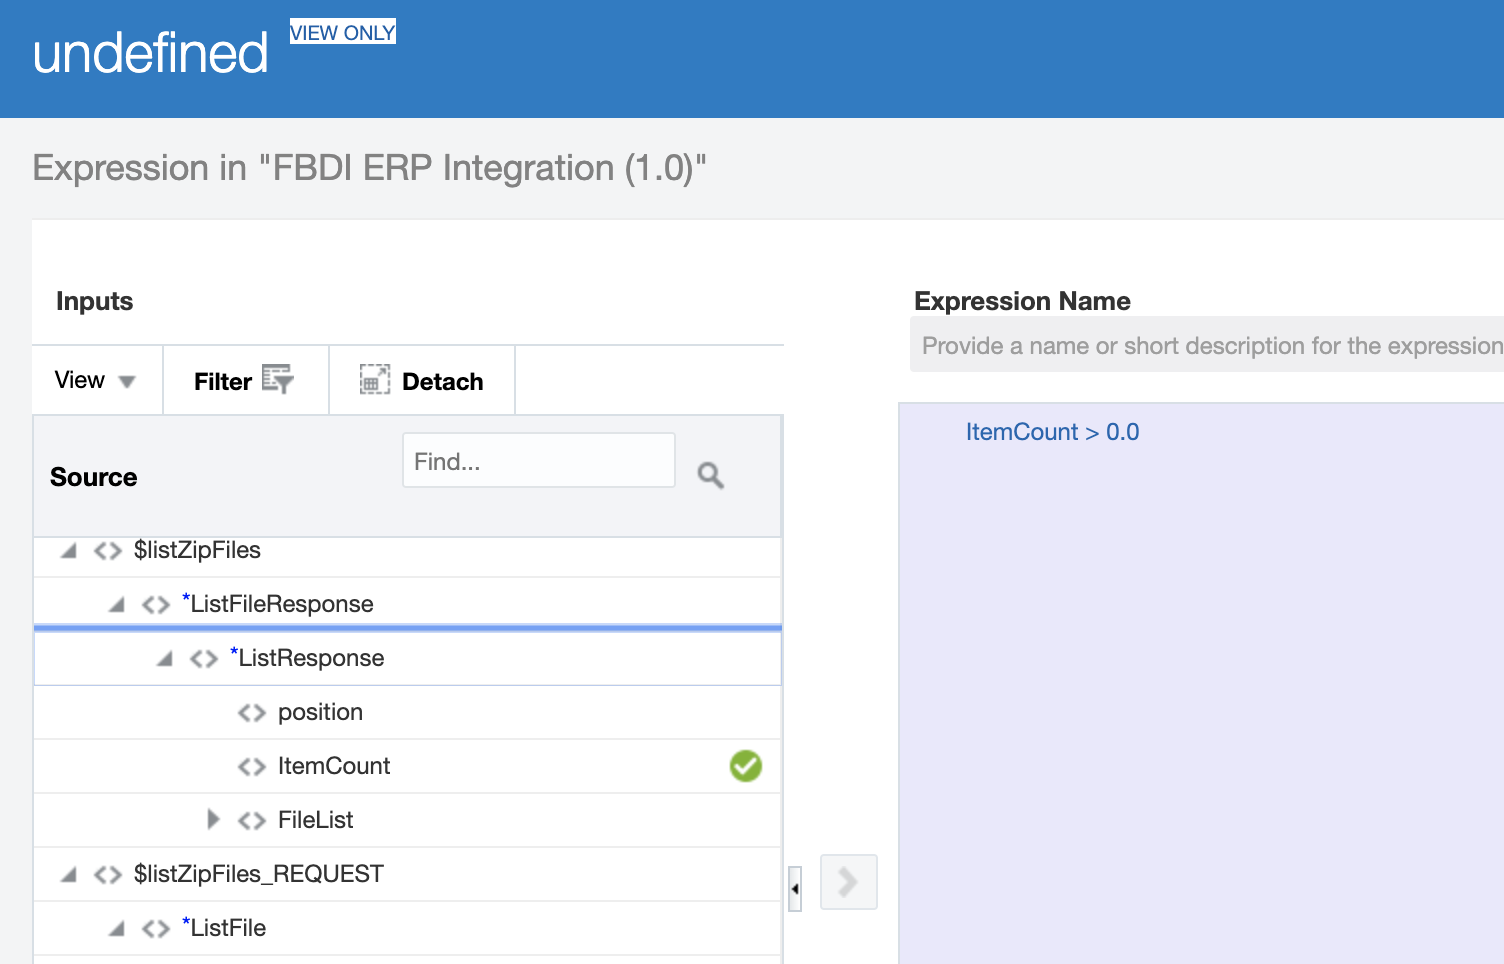 undefined VIEW ONLY
Expression in "FBDI ERP Integration (1.0)"
Inputs
View Filter Detach
Source Find...
$listZipFiles
*ListFileResponse
*ListResponse
position
ItemCount
FileList
$listZipFiles_REQUEST
*ListFile
Expression Name
Provide a name or short description for the expression
ItemCount > 0.0